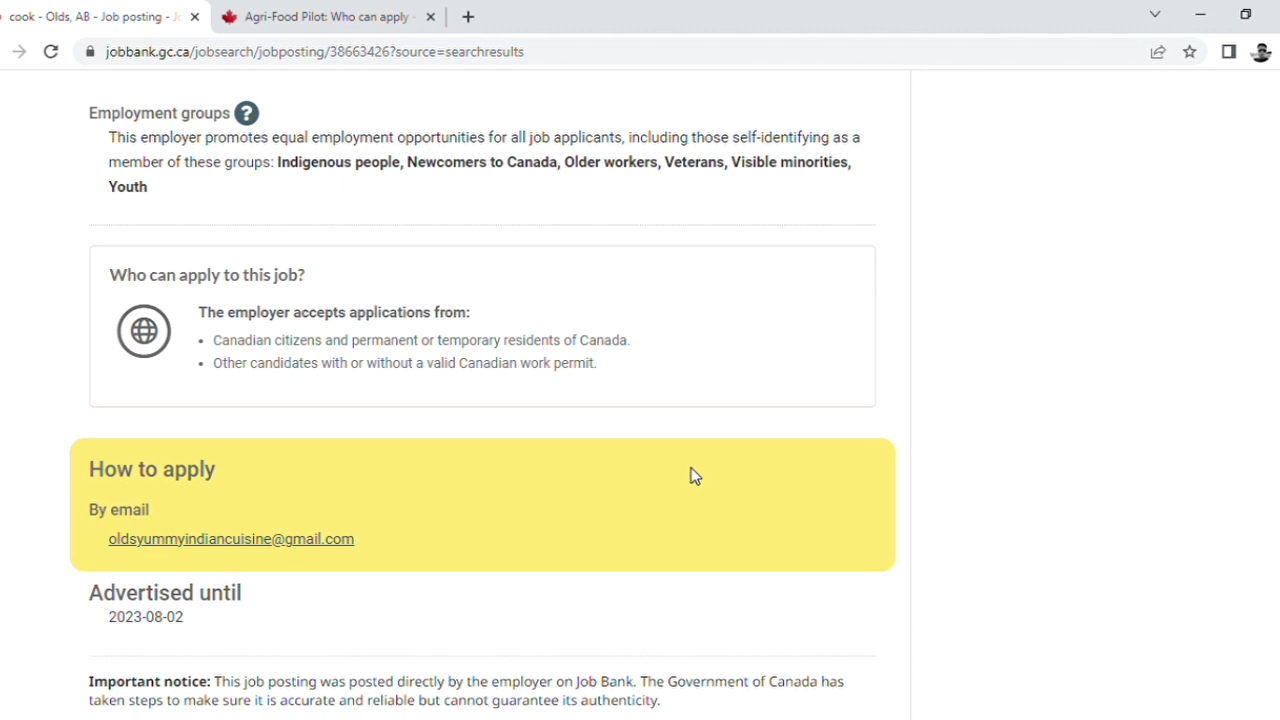 cook - Olds, AB - Job posting -
Agri-Food Pilot: Who can apply -
jobbank.gc.ca/jobsearch/jobposting/38663426?source=searchresults
Employment groups ?
This employer promotes equal employment opportunities for all job applicants, including those self-identifying as a
member of these groups: Indigenous people, Newcomers to Canada, Older workers, Veterans, Visible minorities,
Youth
Who can apply to this job?
The employer accepts applications from:
• Canadian citizens and permanent or temporary residents of Canada.
• Other candidates with or without a valid Canadian work permit.
How to apply
By email
oldsyummyindiancuisine@gmail.com
Advertised until
2023-08-02
Important notice: This job posting was posted directly by the employer on Job Bank. The Government of Canada has
taken steps to make sure it is accurate and reliable but cannot guarantee its authenticity.